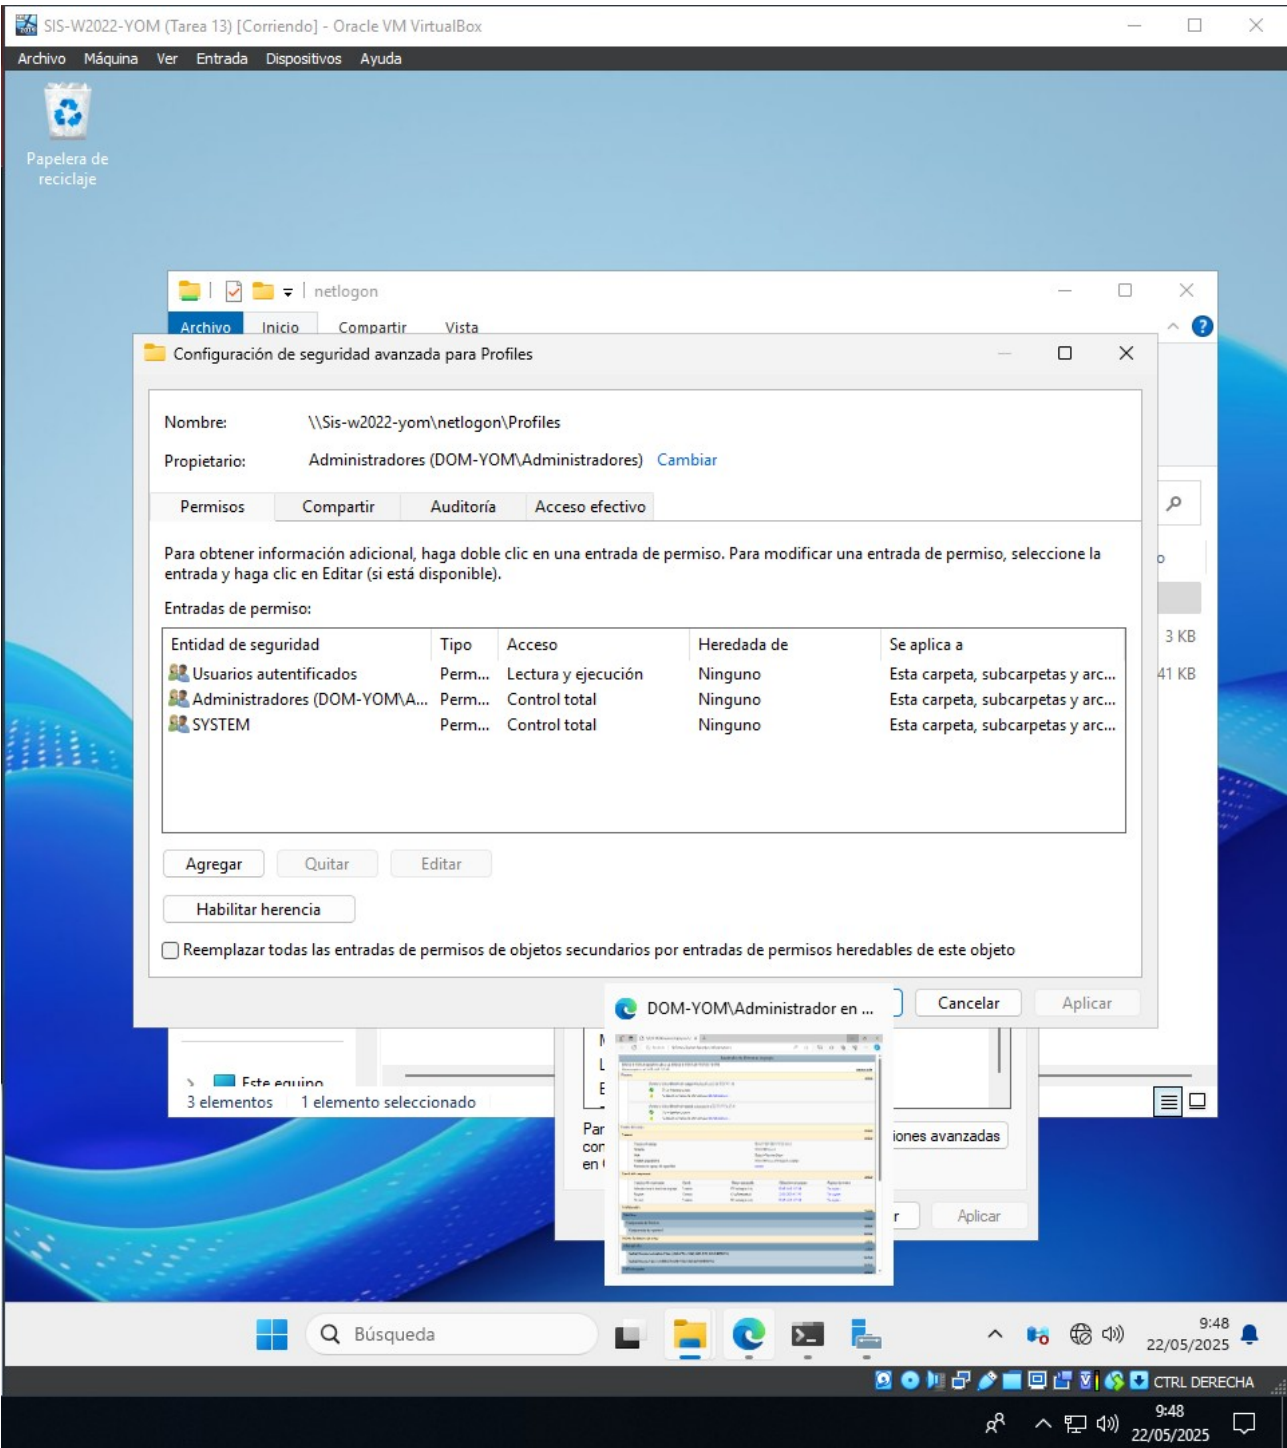 SIS-W2022-YOM (Tarea 13) [Corriendo] - Oracle VM VirtualBox
Archivo Máquina Ver Entrada Dispositivos Ayuda
Papelera de
reciclaje
netlogon
Archivo Inicio Compartir Vista
Configuración de seguridad avanzada para Profiles
Nombre: \\Sis-w2022-yom\netlogon\Profiles
Propietario: Administradores (DOM-YOM\Administradores) Cambiar
Permisos Compartir Auditoría Acceso efectivo
Para obtener información adicional, haga doble clic en una entrada de permiso. Para modificar una entrada de permiso, seleccione la
entrada y haga clic en Editar (si está disponible).
Entradas de permiso:
Entidad de seguridad Tipo Acceso Heredada de Se aplica a
Usuarios autentificados Perm... Lectura y ejecución Ninguno Esta carpeta, subcarpetas y arc...
Administradores (DOM-YOM\A... Perm... Control total Ninguno Esta carpeta, subcarpetas y arc...
SYSTEM Perm... Control total Ninguno Esta carpeta, subcarpetas y arc...
3 KB
41 KB
Agregar Quitar Editar
Habilitar herencia
Reemplazar todas las entradas de permisos de objetos secundarios por entradas de permisos heredables de este objeto
Cancelar Aplicar
DOM-YOM\Administrador en ...
Este equipo
3 elementos 1 elemento seleccionado
Par
con
en
iones avanzadas
r Aplicar
Búsqueda
9:48
22/05/2025
CTRL DERECHA
9:48
22/05/2025